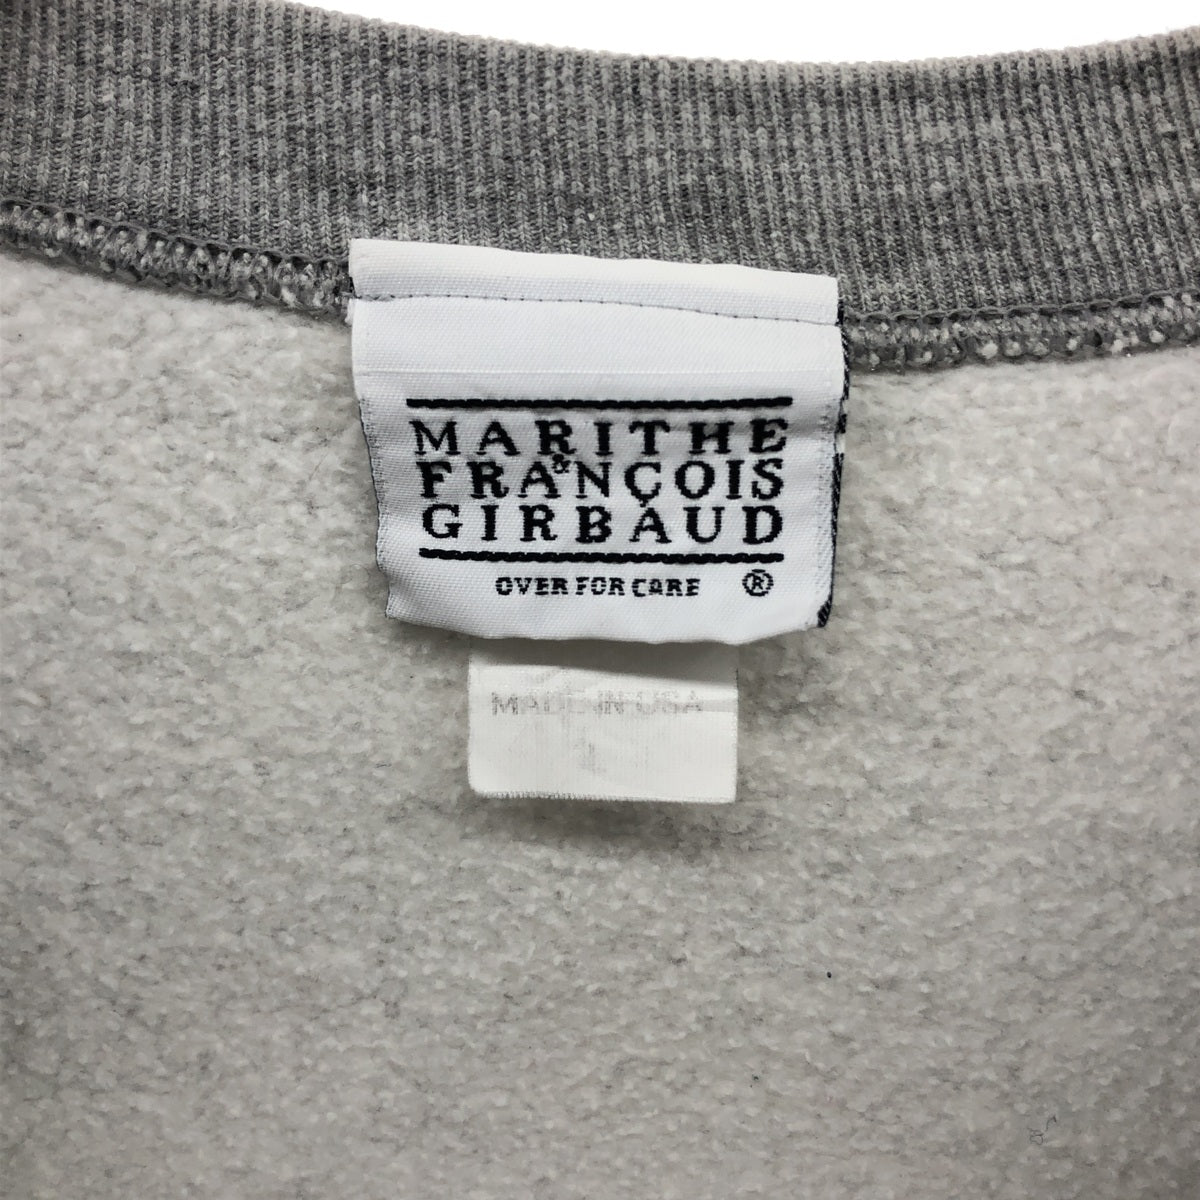 MARITHE
&
FRANÇOIS
GIRBAUD
OVER FOR CARE ®
MADE IN USA
L